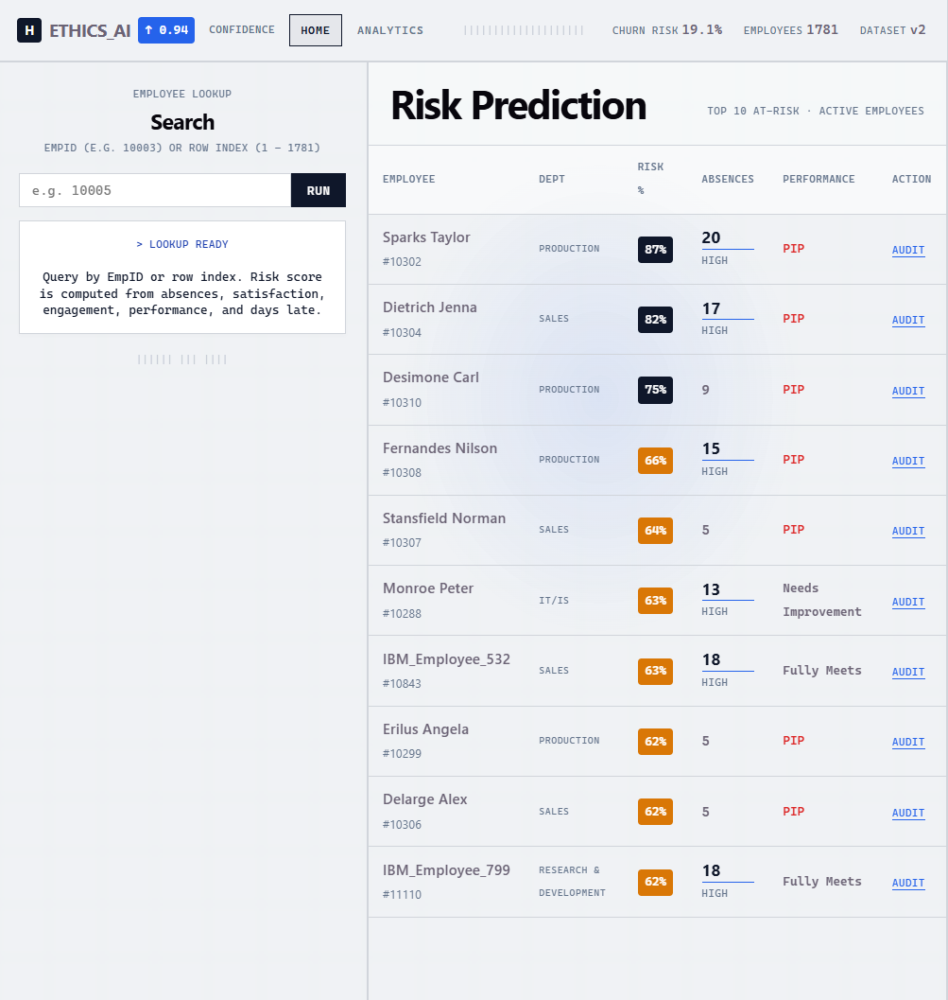 H ETHICS_AI ↑ 0.94 CONFIDENCE HOME ANALYTICS CHURN RISK 19.1% EMPLOYEES 1781 DATASET v2
EMPLOYEE LOOKUP
Search
EMPID (E.G. 10003) OR ROW INDEX (1 – 1781)
e.g. 10005 RUN
> LOOKUP READY
Query by EmpID or row index. Risk score
is computed from absences, satisfaction,
engagement, performance, and days late.
Risk Prediction
TOP 10 AT-RISK · ACTIVE EMPLOYEES
EMPLOYEE DEPT RISK % ABSENCES PERFORMANCE ACTION
Sparks Taylor
#10302
PRODUCTION 87% 20 HIGH PIP AUDIT
Dietrich Jenna
#10304
SALES 82% 17 HIGH PIP AUDIT
Desimone Carl
#10310
PRODUCTION 75% 9 PIP AUDIT
Fernandes Nilson
#10308
PRODUCTION 66% 15 HIGH PIP AUDIT
Stansfield Norman
#10307
SALES 64% 5 PIP AUDIT
Monroe Peter
#10288
IT/IS 63% 13 HIGH Needs Improvement AUDIT
IBM_Employee_532
#10843
SALES 63% 18 HIGH Fully Meets AUDIT
Erilus Angela
#10299
PRODUCTION 62% 5 PIP AUDIT
Delarge Alex
#10306
SALES 62% 5 PIP AUDIT
IBM_Employee_799
#11110
RESEARCH & DEVELOPMENT 62% 18 HIGH Fully Meets AUDIT